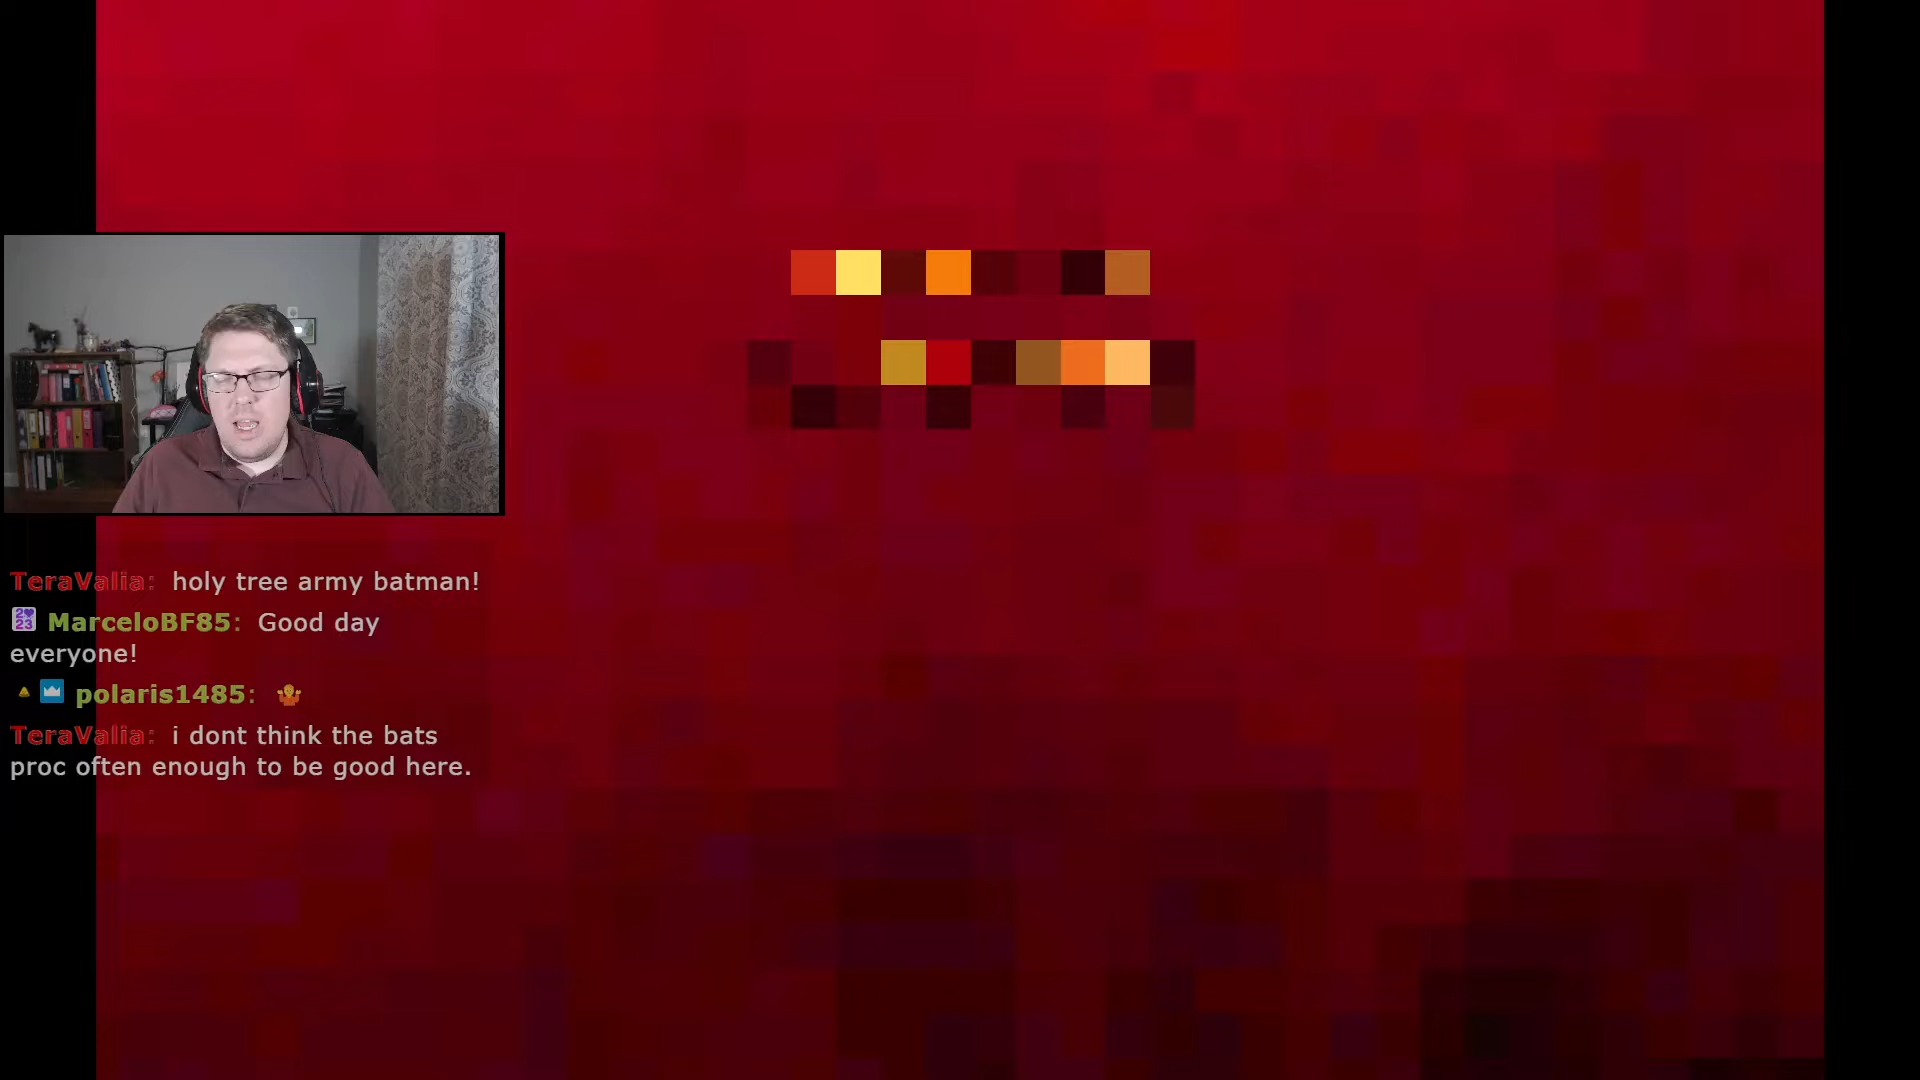 TeraValia: holy tree army batman!
MarceloBF85: Good day
everyone!
polaris1485:
TeraValia: i dont think the bats
proc often enough to be good here.